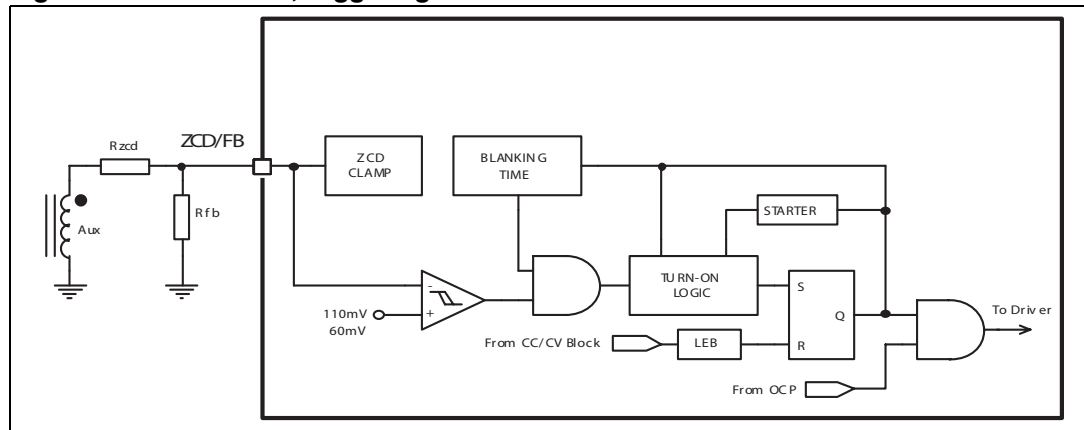 Rzcd
ZCD/FB
Rfb
Aux
ZCD
CLAMP
BLANKING
TIME
STARTER
TURN-ON
LOGIC
110mV
60mV
-
+
S
Q
R
From CC/CV Block
LEB
From OCP
To Driver